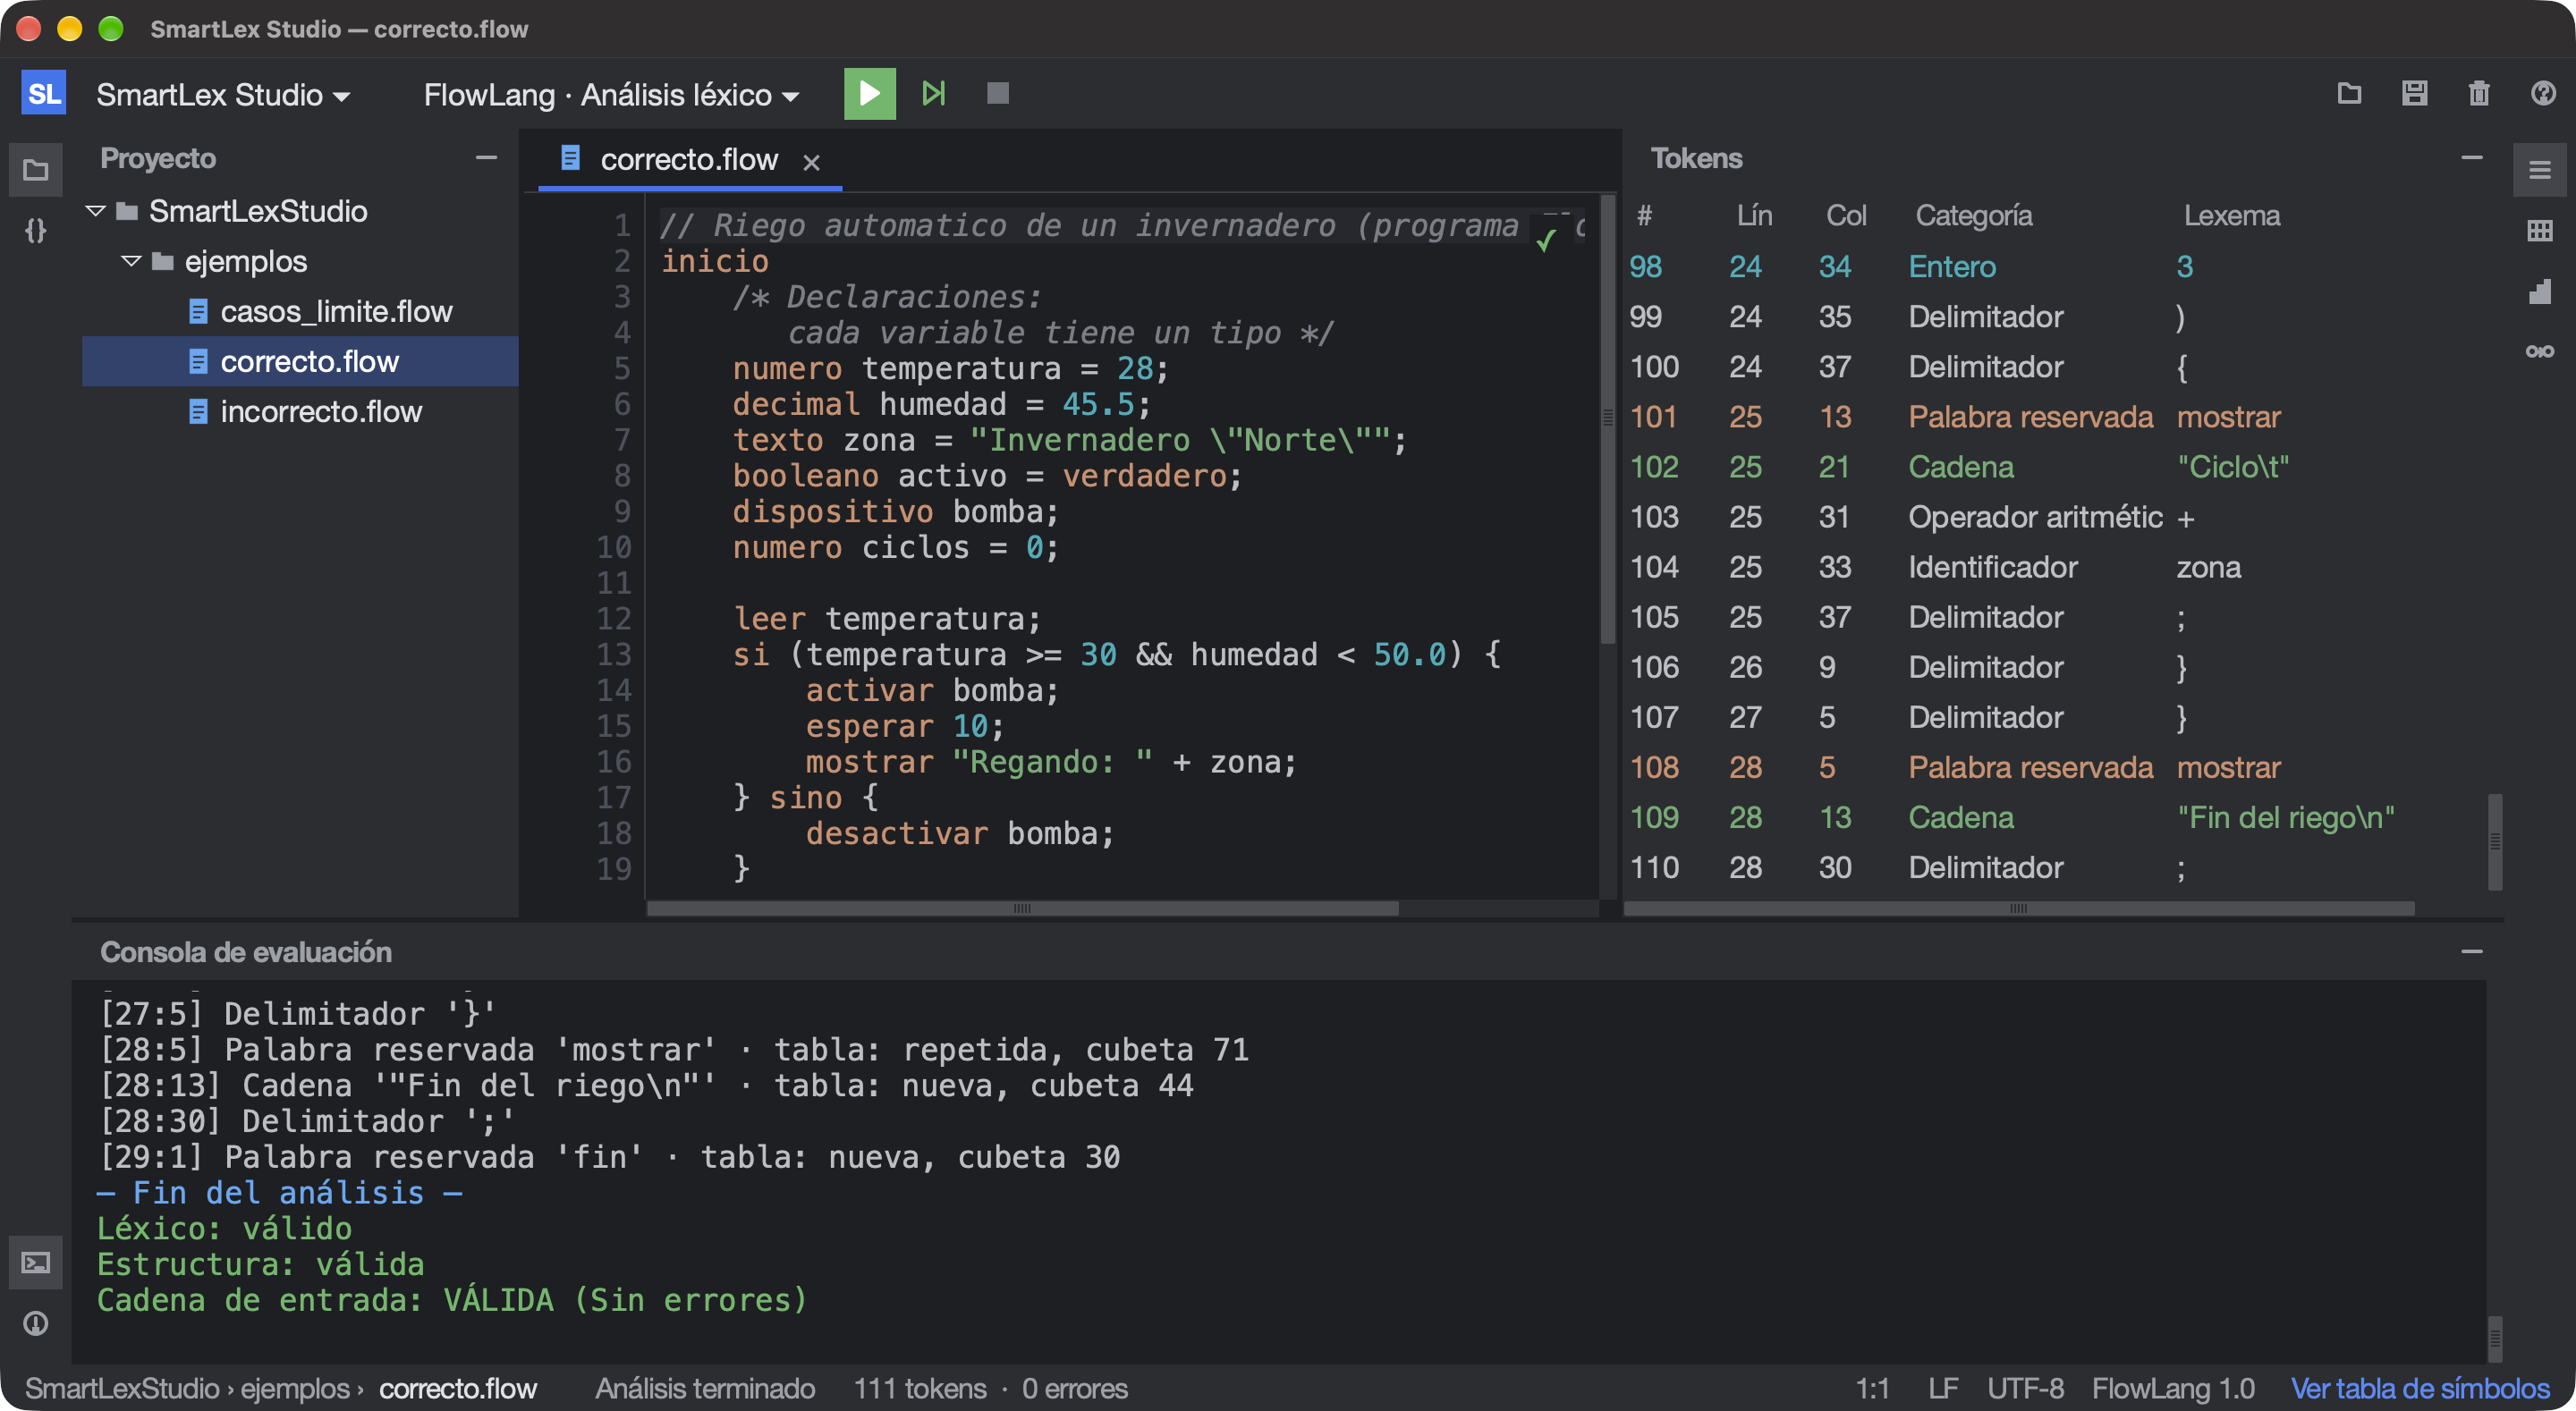 SmartLex Studio — correcto.flow
SL SmartLex Studio FlowLang · Análisis léxico
Proyecto
SmartLexStudio
ejemplos
casos_limite.flow
correcto.flow
incorrecto.flow
correcto.flow
1 // Riego automatico de un invernadero (programa
2 inicio
3 /* Declaraciones:
4 cada variable tiene un tipo */
5 numero temperatura = 28;
6 decimal humedad = 45.5;
7 texto zona = "Invernadero \"Norte\"";
8 booleano activo = verdadero;
9 dispositivo bomba;
10 numero ciclos = 0;
11
12 leer temperatura;
13 si (temperatura >= 30 && humedad < 50.0) {
14 activar bomba;
15 esperar 10;
16 mostrar "Regando: " + zona;
17 } sino {
18 desactivar bomba;
19 }
Tokens
# Lín Col Categoría Lexema
98 24 34 Entero 3
99 24 35 Delimitador )
100 24 37 Delimitador {
101 25 13 Palabra reservada mostrar
102 25 21 Cadena "Ciclo\t"
103 25 31 Operador aritmétic +
104 25 33 Identificador zona
105 25 37 Delimitador ;
106 26 9 Delimitador }
107 27 5 Delimitador }
108 28 5 Palabra reservada mostrar
109 28 13 Cadena "Fin del riego\n"
110 28 30 Delimitador ;
Consola de evaluación
[27:5] Delimitador '}'
[28:5] Palabra reservada 'mostrar' · tabla: repetida, cubeta 71
[28:13] Cadena '"Fin del riego\n"' · tabla: nueva, cubeta 44
[28:30] Delimitador ';'
[29:1] Palabra reservada 'fin' · tabla: nueva, cubeta 30
— Fin del análisis —
Léxico: válido
Estructura: válida
Cadena de entrada: VÁLIDA (Sin errores)
SmartLexStudio › ejemplos › correcto.flow Análisis terminado 111 tokens · 0 errores 1:1 LF UTF-8 FlowLang 1.0 Ver tabla de símbolos